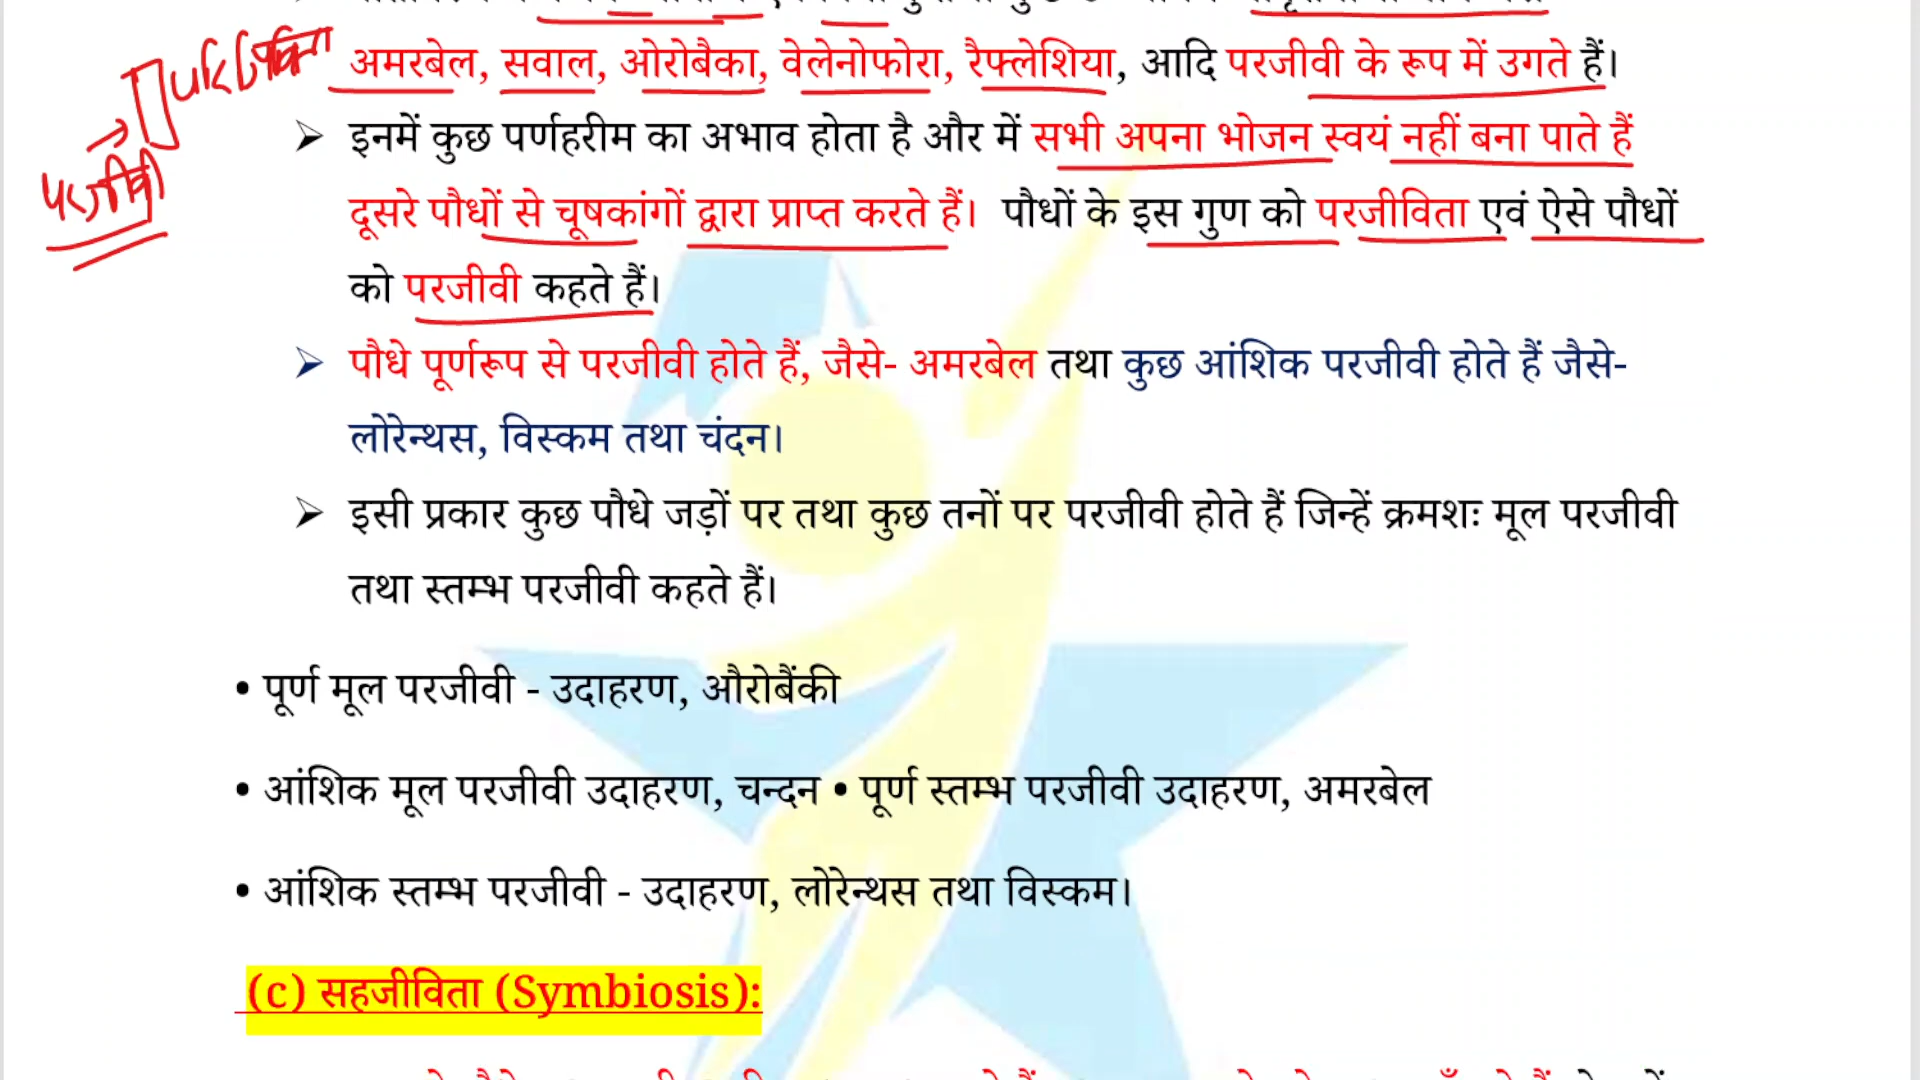 अमरबेल, सवाल, ओरोबैका, वेलेनोफोरा, रैफ्लेशिया, आदि परजीवी के रूप में उगते हैं।
➢ इनमें कुछ पर्णहरीम का अभाव होता है और में सभी अपना भोजन स्वयं नहीं बना पाते हैं
परजीवी
दूसरे पौधों से चूषकांगों द्वारा प्राप्त करते हैं। पौधों के इस गुण को परजीविता एवं ऐसे पौधों
को परजीवी कहते हैं।
➢ पौधे पूर्णरूप से परजीवी होते हैं, जैसे- अमरबेल तथा कुछ आंशिक परजीवी होते हैं जैसे-
लोरेन्थस, विस्कम तथा चंदन।
➢ इसी प्रकार कुछ पौधे जड़ों पर तथा कुछ तनों पर परजीवी होते हैं जिन्हें क्रमशः मूल परजीवी
तथा स्तम्भ परजीवी कहते हैं।
• पूर्ण मूल परजीवी - उदाहरण, औरोबैंकी
• आंशिक मूल परजीवी उदाहरण, चन्दन • पूर्ण स्तम्भ परजीवी उदाहरण, अमरबेल
• आंशिक स्तम्भ परजीवी - उदाहरण, लोरेन्थस तथा विस्कम।
(c) सहजीविता (Symbiosis):